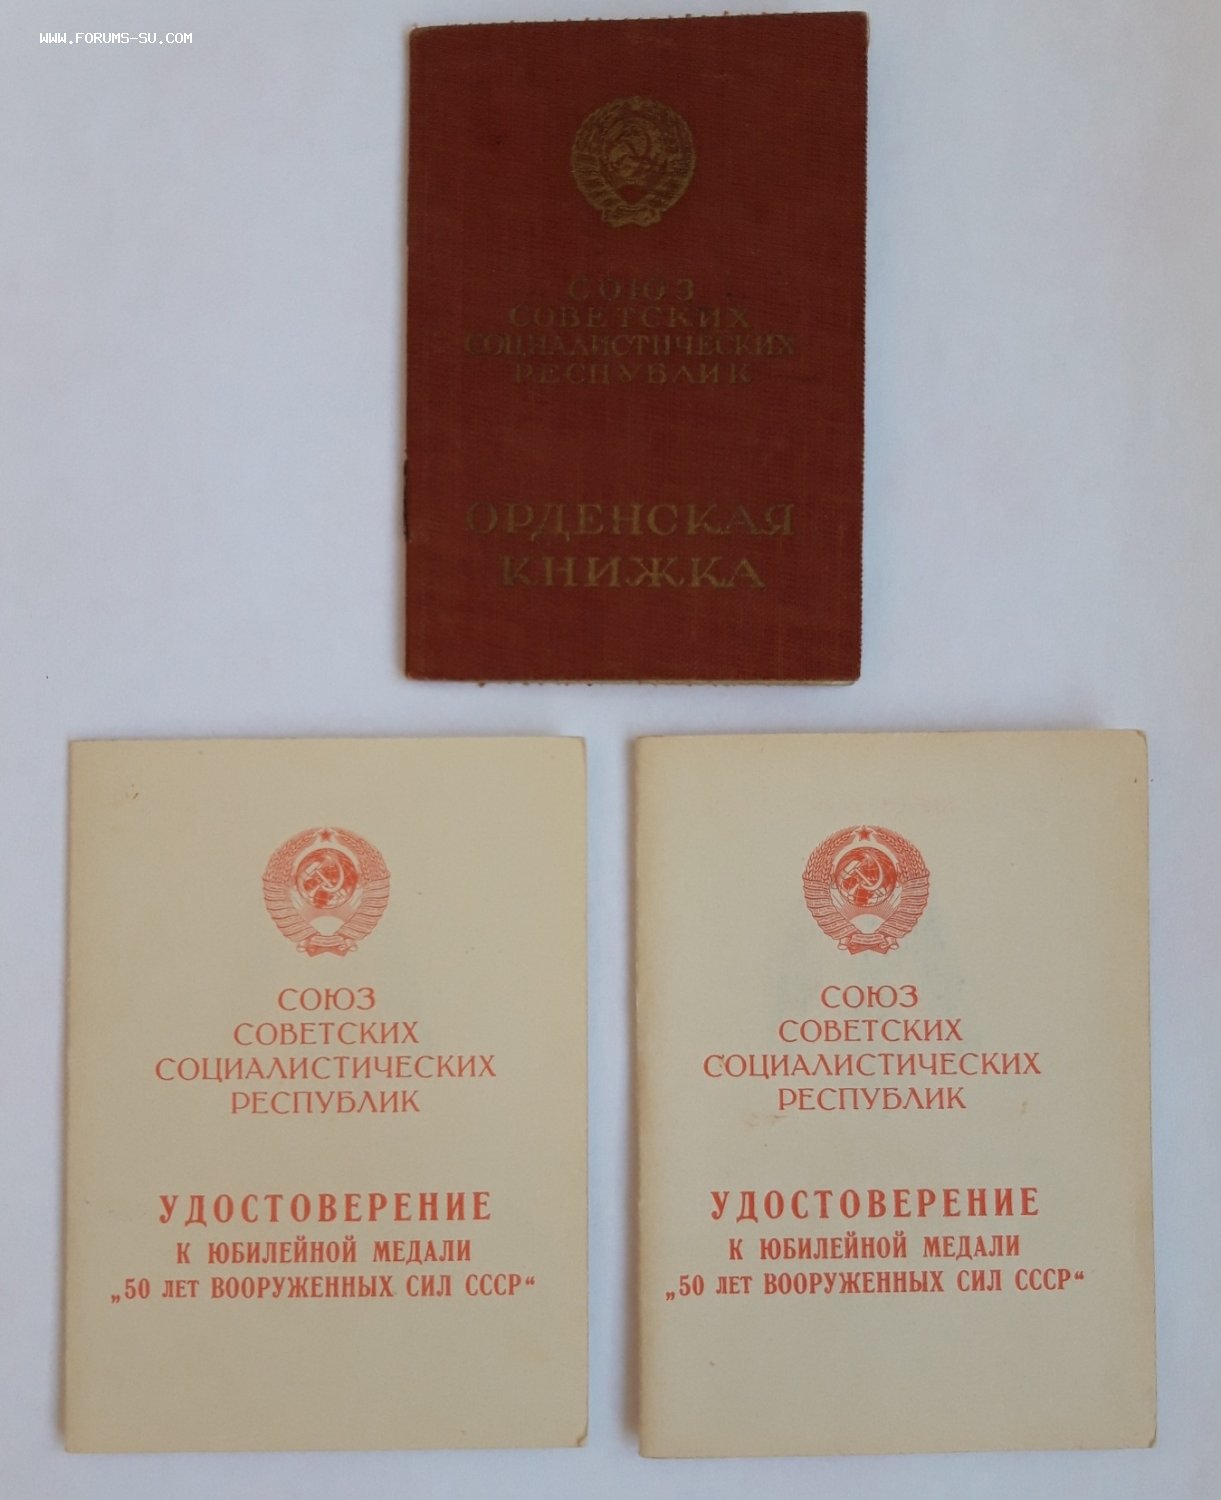 WWW.FORUMS-SU.COM
СОЮЗ
СОВЕТСКИХ
СОЦИАЛИСТИЧЕСКИХ
РЕСПУБЛИК
ОРДЕНСКАЯ
КНИЖКА
СОЮЗ
СОВЕТСКИХ
СОЦИАЛИСТИЧЕСКИХ
РЕСПУБЛИК
УДОСТОВЕРЕНИЕ
К ЮБИЛЕЙНОЙ МЕДАЛИ
„50 ЛЕТ ВООРУЖЕННЫХ СИЛ СССР“
СОЮЗ
СОВЕТСКИХ
СОЦИАЛИСТИЧЕСКИХ
РЕСПУБЛИК
УДОСТОВЕРЕНИЕ
К ЮБИЛЕЙНОЙ МЕДАЛИ
„50 ЛЕТ ВООРУЖЕННЫХ СИЛ СССР“